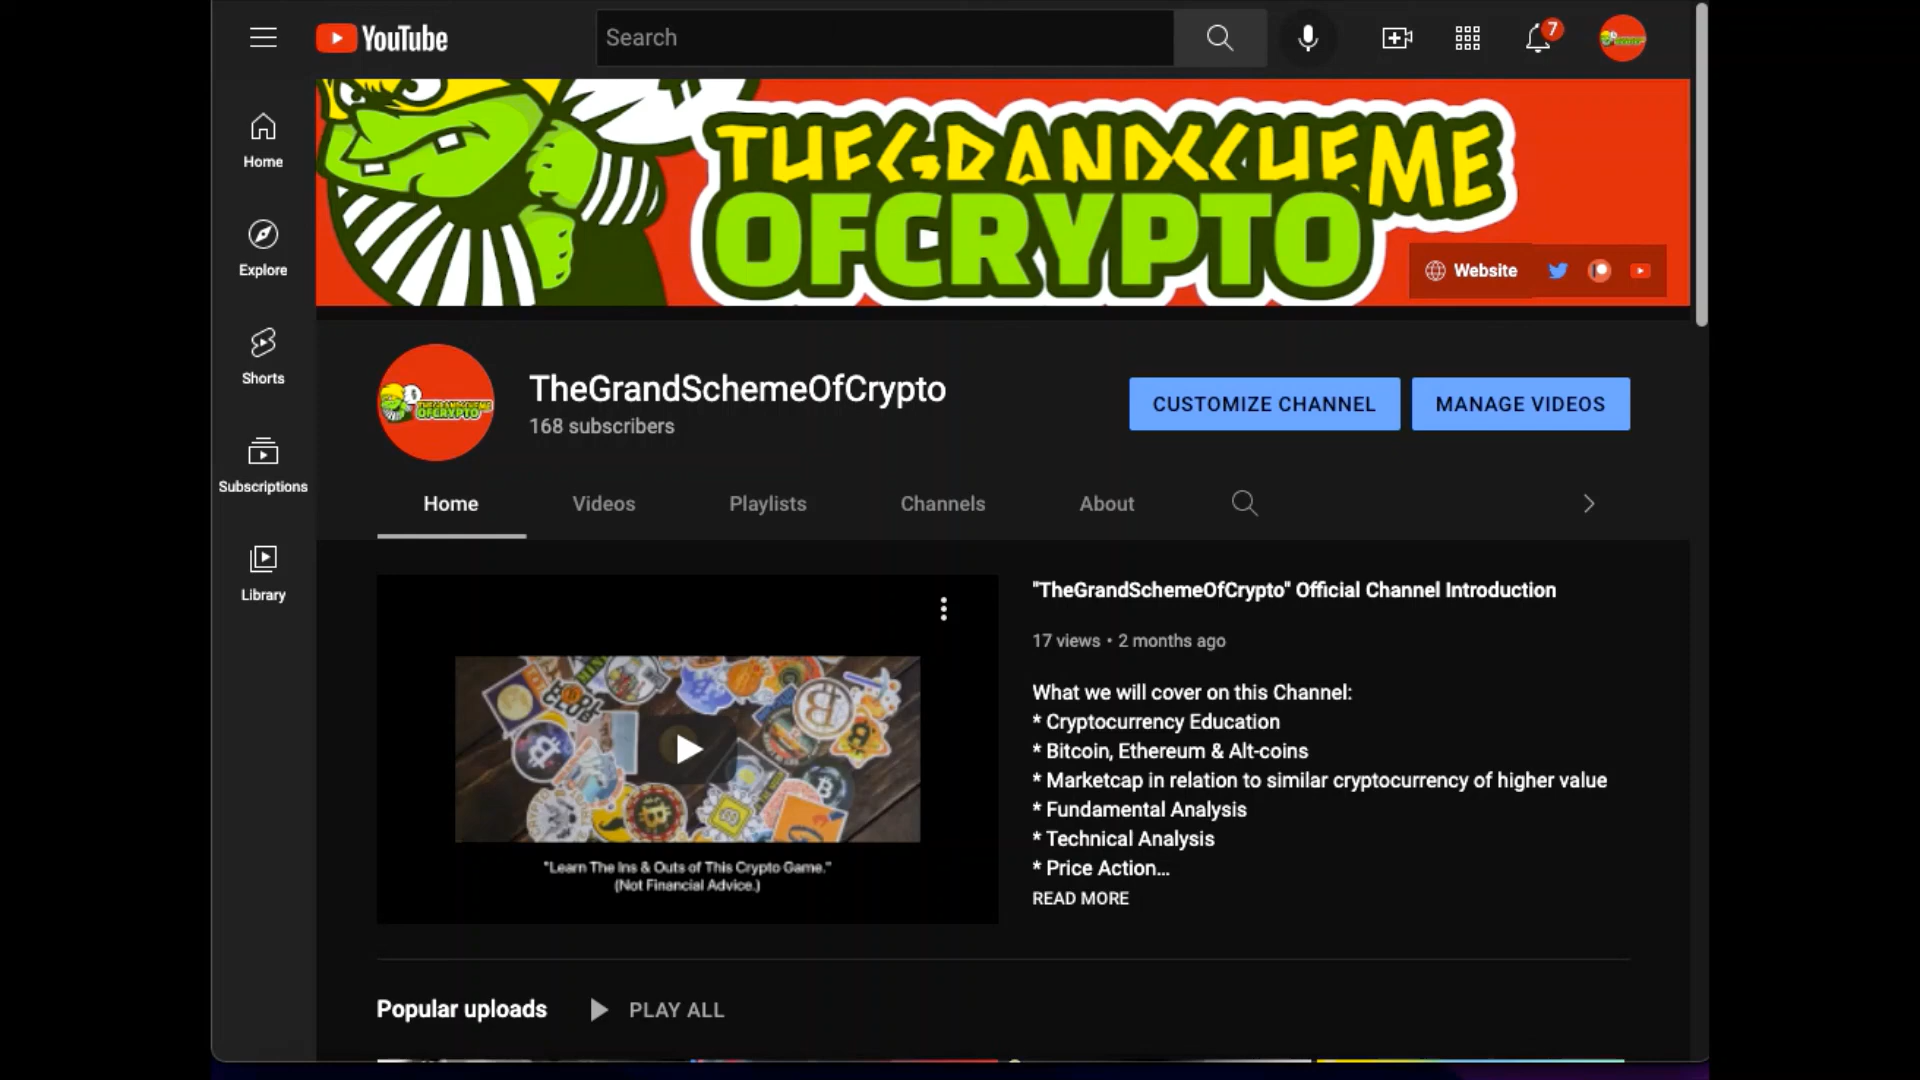 YouTube
Search
7
Home
Explore
Shorts
Subscriptions
Library
THEGRANDSCHEME
OFCRYPTO
Website
TheGrandSchemeOfCrypto
168 subscribers
CUSTOMIZE CHANNEL
MANAGE VIDEOS
Home
Videos
Playlists
Channels
About
"TheGrandSchemeOfCrypto" Official Channel Introduction
17 views • 2 months ago
What we will cover on this Channel:
* Cryptocurrency Education
* Bitcoin, Ethereum & Alt-coins
* Marketcap in relation to similar cryptocurrency of higher value
* Fundamental Analysis
* Technical Analysis
* Price Action...
READ MORE
"Learn The Ins & Outs of This Crypto Game."
(Not Financial Advice.)
Popular uploads
PLAY ALL